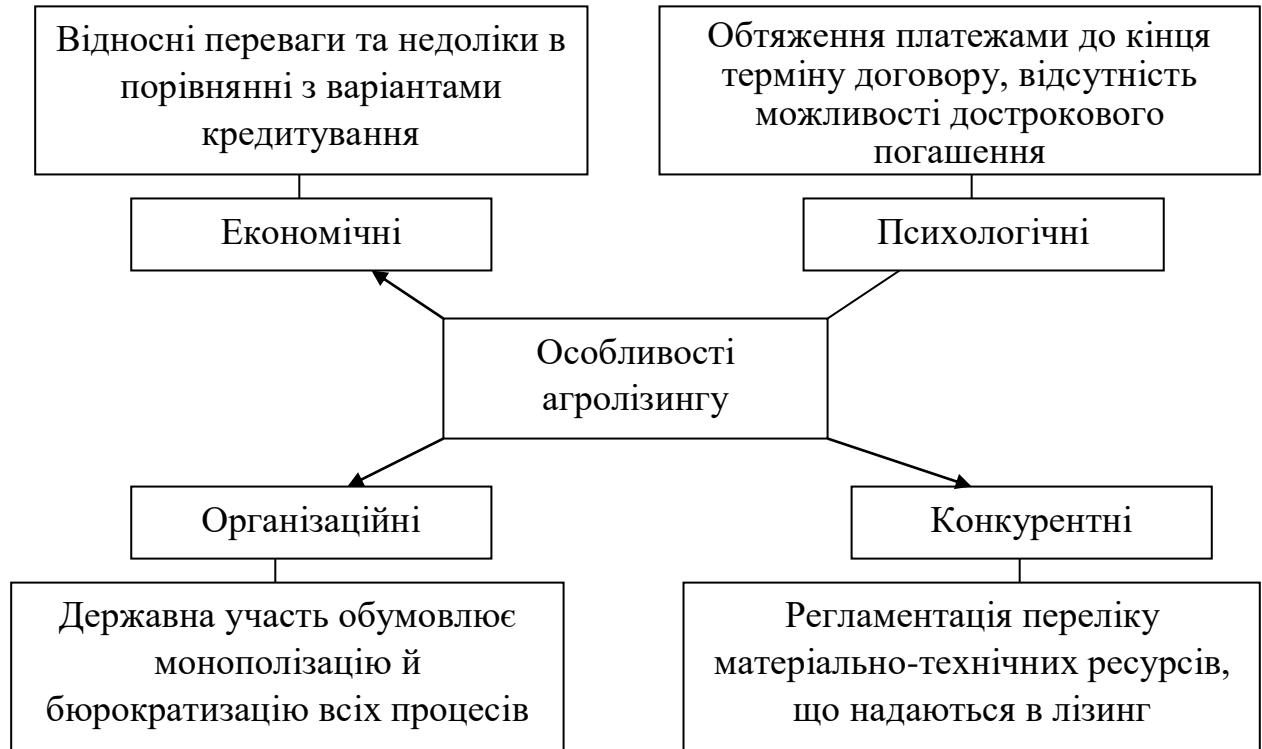 Відносні переваги та недоліки в
порівнянні з варіантами
кредитування
Обтяження платежами до кінця
терміну договору, відсутність
можливості дострокового
погашення
Економічні
Психологічні
Особливості
агролізингу
Організаційні
Конкурентні
Державна участь обумовлює
монополізацію й
бюрократизацію всіх процесів
Регламентація переліку
матеріально-технічних ресурсів,
що надаються в лізинг